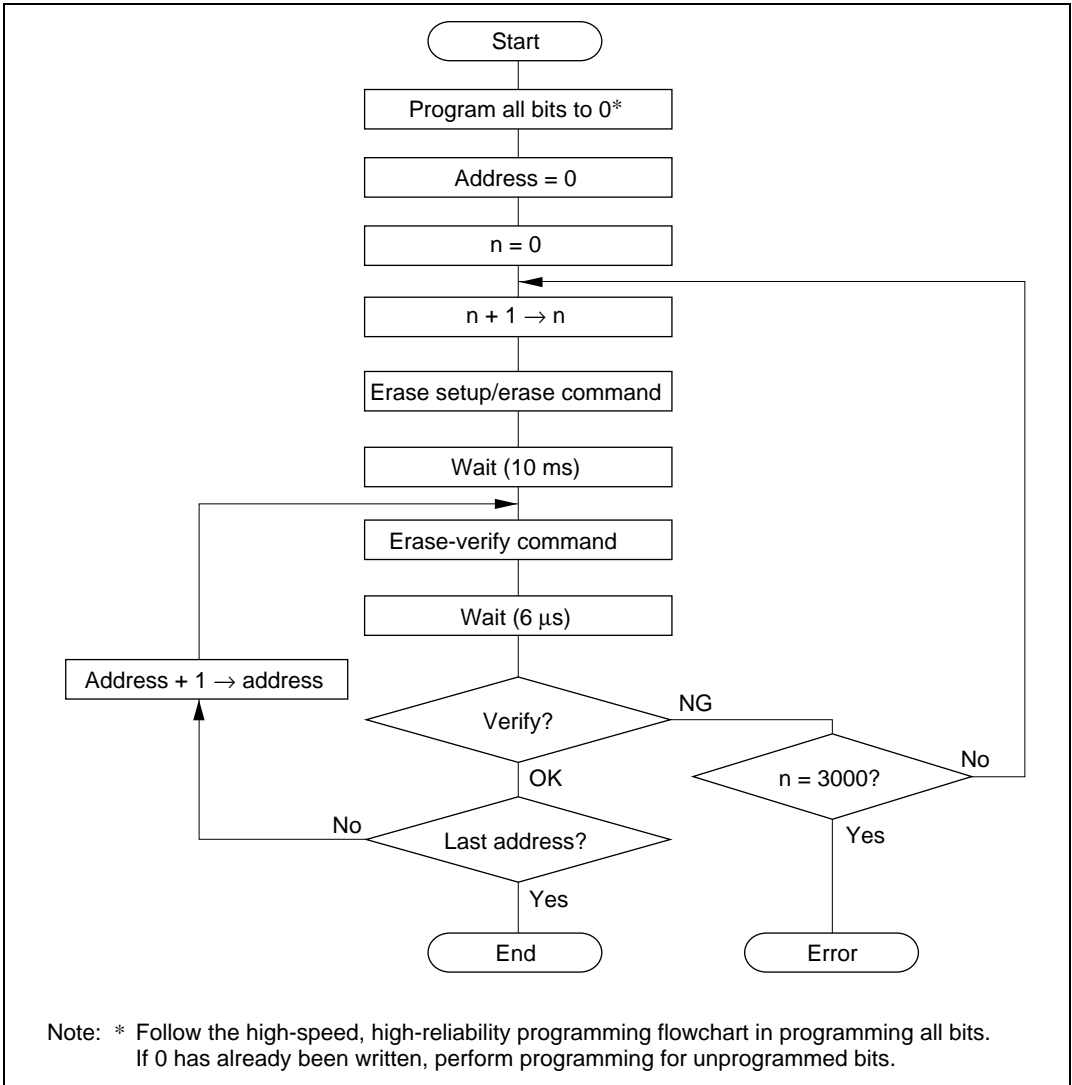 Start
Program all bits to 0*
Address = 0
n = 0
n + 1 → n
Erase setup/erase command
Wait (10 ms)
Erase-verify command
Wait (6 μs)
Address + 1 → address
Verify?
NG
n = 3000?
No
OK
No
Last address?
Yes
Yes
End
Error
Note: * Follow the high-speed, high-reliability programming flowchart in programming all bits.
If 0 has already been written, perform programming for unprogrammed bits.